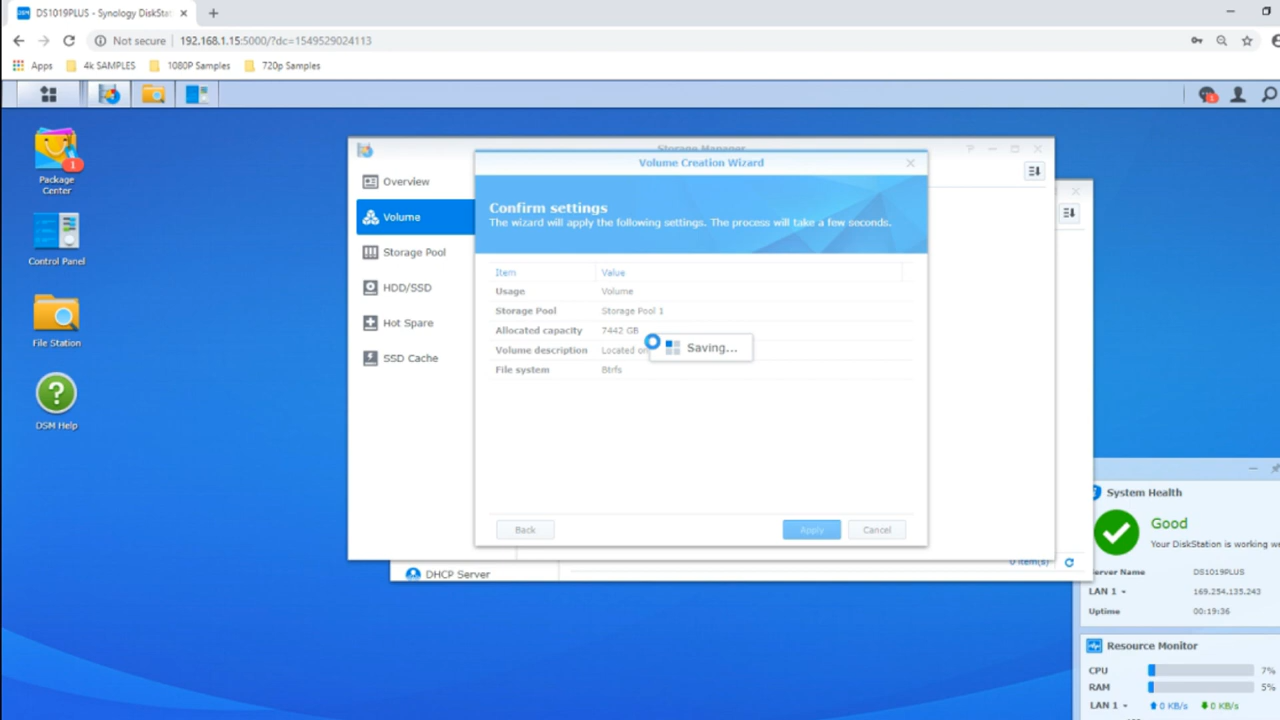 DS1019PLUS - Synology DiskSta
Not secure | 192.168.1.15:5000/?dc=1549529024113
Apps 4k SAMPLES 1080P Samples 720p Samples
1
1
Package
Center
Control Panel
File Station
DSM Help
Storage Manager
Overview
Volume
Storage Pool
HDD/SSD
Hot Spare
SSD Cache
Volume Creation Wizard
Confirm settings
The wizard will apply the following settings. The process will take a few seconds.
Item Value
Usage Volume
Storage Pool Storage Pool 1
Allocated capacity 7442 GB
Volume description Located on
File system Btrfs
Saving...
Back Apply Cancel
DHCP Server
0 item(s)
System Health
Good
Your DiskStation is working we
Server Name DS1019PLUS
LAN 1 169.254.135.243
Uptime 00:19:36
Resource Monitor
CPU 7%
RAM 5%
LAN 1 0 KB/s 0 KB/s